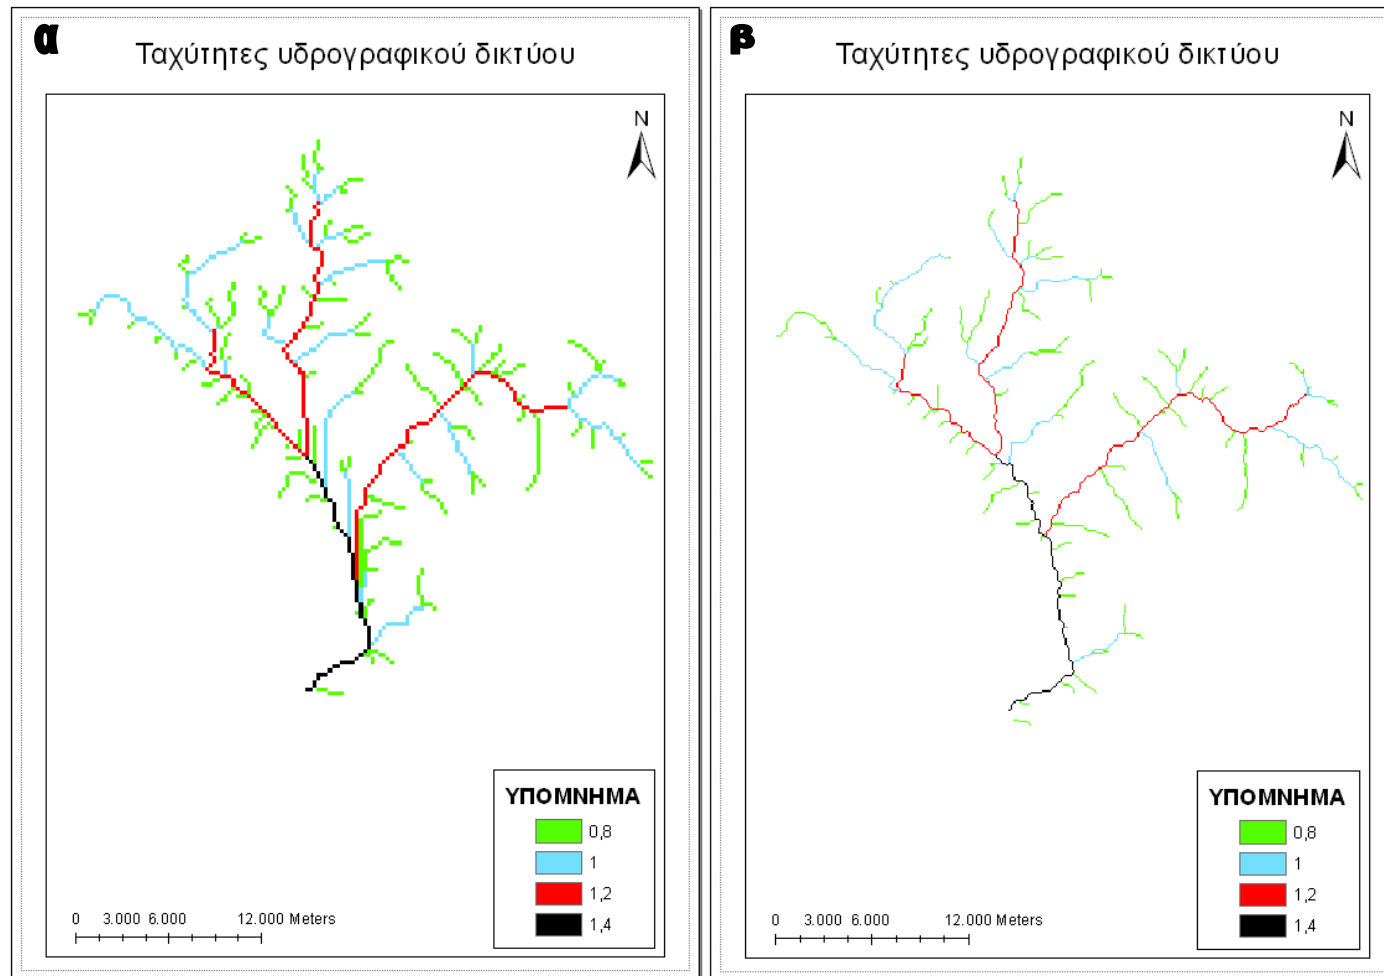 α
Ταχύτητες υδρογραφικού δικτύου
N
ΥΠΟΜΝΗΜΑ
0,8
1
1,2
1,4
0 3.000 6.000 12.000 Meters
β
Ταχύτητες υδρογραφικού δικτύου
N
ΥΠΟΜΝΗΜΑ
0,8
1
1,2
1,4
0 3.000 6.000 12.000 Meters